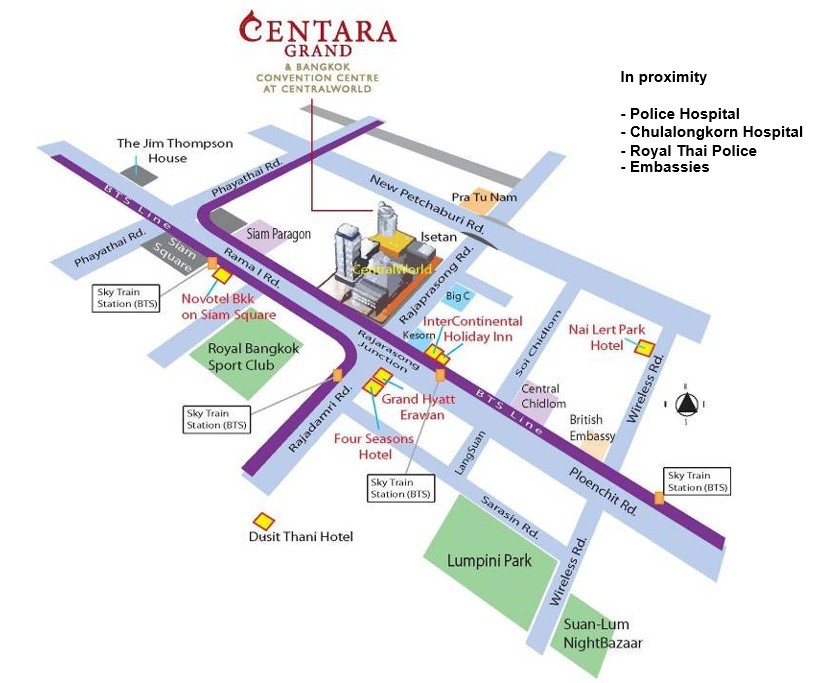 CENTARA
GRAND
& BANGKOK
CONVENTION CENTRE
AT CENTRALWORLD
In proximity
- Police Hospital
- Chulalongkorn Hospital
- Royal Thai Police
- Embassies
The Jim Thompson
House
Phayathai Rd.
New Petchaburi Rd.
Pra Tu Nam
BTS Line
Phayathai Rd.
Siam
Square
Siam Paragon
Isetan
CentralWorld
Rama I Rd.
Rajaprasong Rd.
Sky Train
Station (BTS)
Novotel Bkk
on Siam Square
Big C
Kesorn
InterContinental
Holiday Inn
Nai Lert Park
Hotel
Soi Chidlom
Royal Bangkok
Sport Club
Rajarasong
Junction
Wireless Rd.
Central
Chidlom
N
E
S
BTS Line
Grand Hyatt
Erawan
Sky Train
Station (BTS)
Rajadamri Rd.
Four Seasons
Hotel
British
Embassy
LangSuan
Sky Train
Station (BTS)
Ploenchit Rd.
Sky Train
Station (BTS)
Sarasin Rd.
Dusit Thani Hotel
Lumpini Park
Wireless Rd.
Suan-Lum
NightBazaar